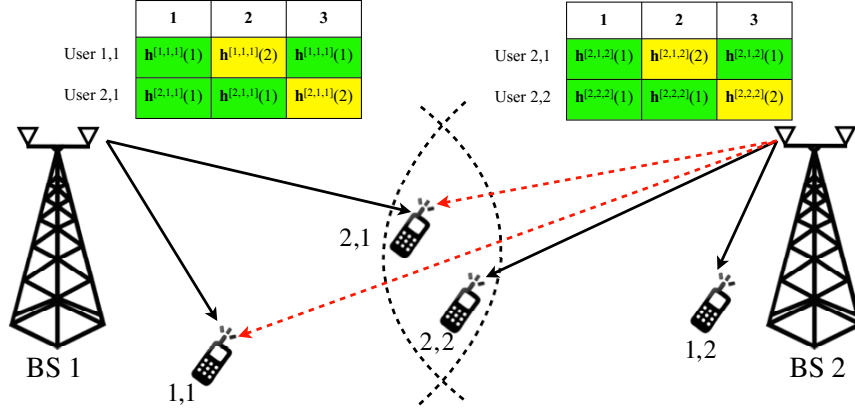 1 2 3
User 1,1 h^[1,1,1](1) h^[1,1,1](2) h^[1,1,1](1)
User 2,1 h^[2,1,1](1) h^[2,1,1](1) h^[2,1,1](2)
1 2 3
User 2,1 h^[2,1,2](1) h^[2,1,2](2) h^[2,1,2](1)
User 2,2 h^[2,2,2](1) h^[2,2,2](1) h^[2,2,2](2)
2,1
2,2
1,2
1,1
BS 1
BS 2